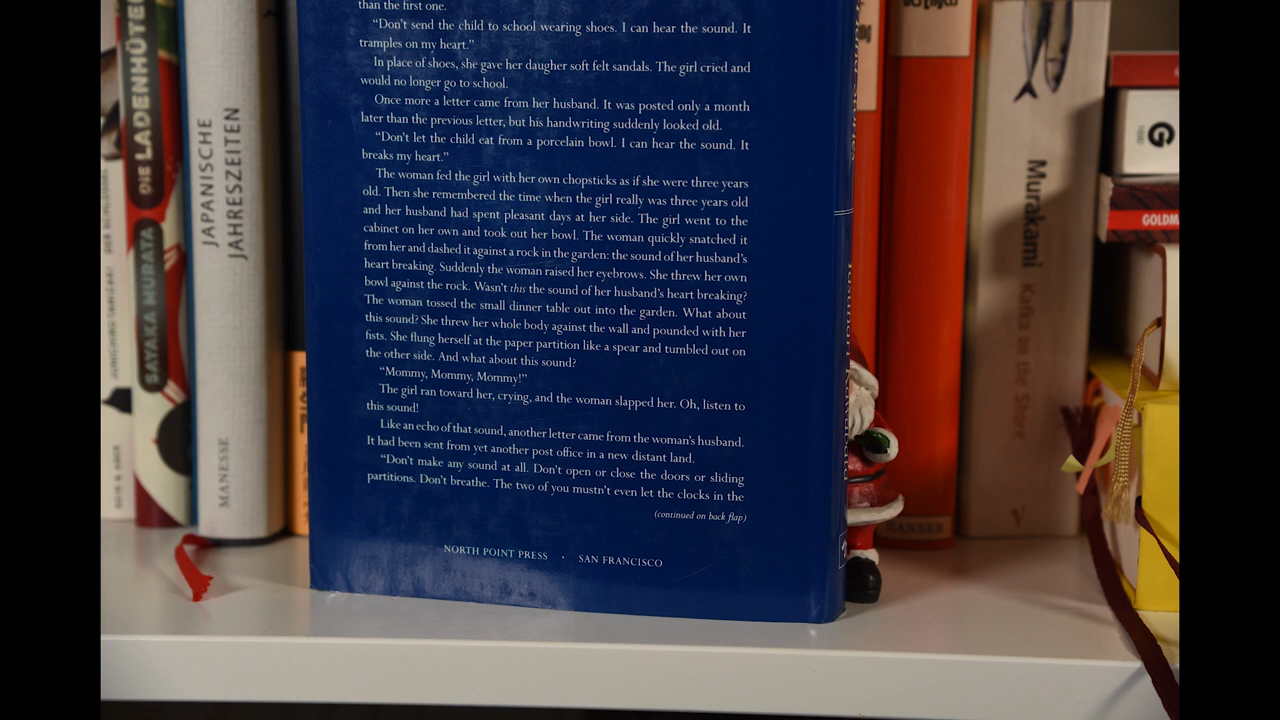 than the first one.
“Don’t send the child to school wearing shoes. I can hear the sound. It
tramples on my heart.”
In place of shoes, she gave her daughter soft felt sandals. The girl cried and
would no longer go to school.
Once more a letter came from her husband. It was posted only a month
later than the previous letter, but his handwriting suddenly looked old.
“Don’t let the child eat from a porcelain bowl. I can hear the sound. It
breaks my heart.”
The woman fed the girl with her own chopsticks as if she were three years
old. Then she remembered the time when the girl really was three years old
and her husband had spent pleasant days at her side. The girl went to the
cabinet on her own and took out her bowl. The woman quickly snatched it
from her and dashed it against a rock in the garden: the sound of her husband’s
heart breaking. Suddenly the woman raised her eyebrows. She threw her own
bowl against the rock. Wasn’t this the sound of her husband’s heart breaking?
The woman tossed the small dinner table out into the garden. What about
this sound? She threw her whole body against the wall and pounded with her
fists. She flung herself at the paper partition like a spear and tumbled out on
the other side. And what about this sound?
“Mommy, Mommy, Mommy!”
The girl ran toward her, crying, and the woman slapped her. Oh, listen to
this sound!
Like an echo of that sound, another letter came from the woman’s husband.
It had been sent from yet another post office in a new distant land.
“Don’t make any sound at all. Don’t open or close the doors or sliding
partitions. Don’t breathe. The two of you mustn’t even let the clocks in the
(continued on back flap)
NORTH POINT PRESS · SAN FRANCISCO
SAYAKA MURATA
DIE LADENHÜTE
JAPANISCHE
JAHRESZEITEN
MANESSE
HANSER
Murakami Kafka on the Shore
G
GOLDM